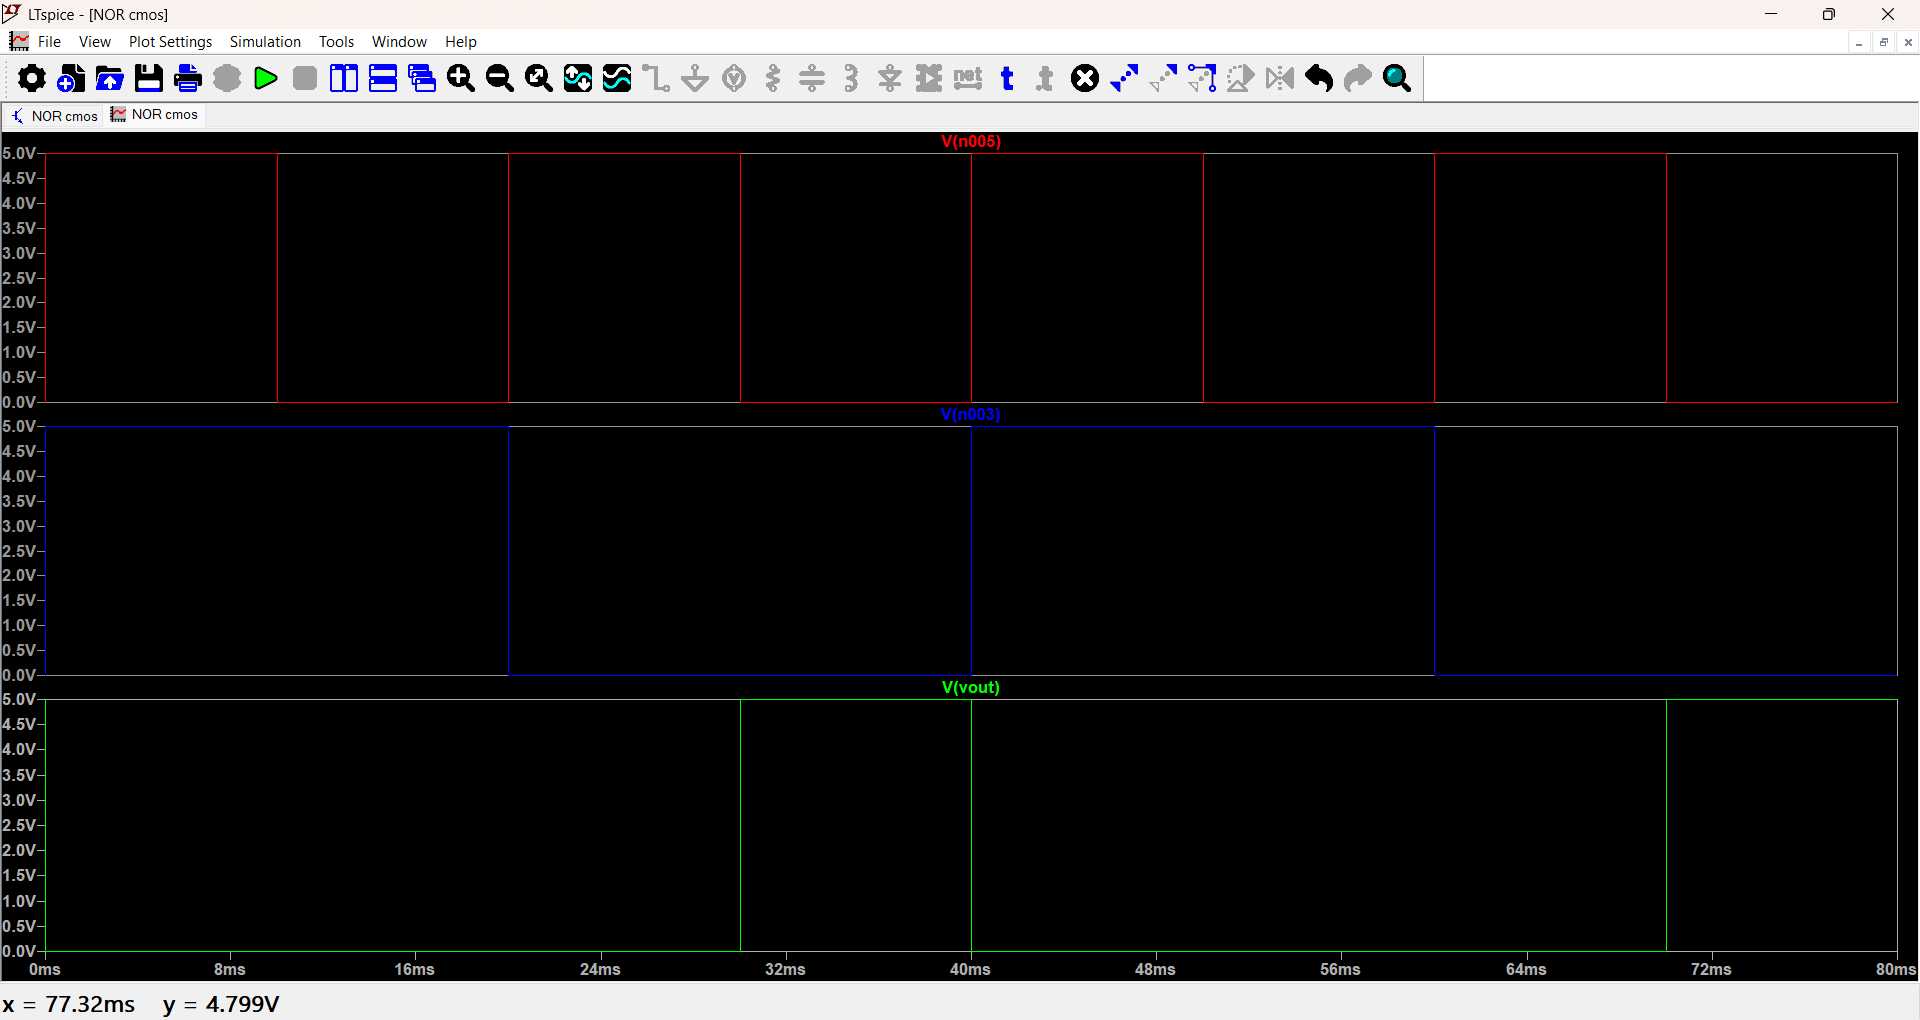 LTspice - [NOR cmos]
File View Plot Settings Simulation Tools Window Help
net t .t
NOR cmos NOR cmos
V(n005)
5.0V
4.5V
4.0V
3.5V
3.0V
2.5V
2.0V
1.5V
1.0V
0.5V
0.0V
V(n003)
5.0V
4.5V
4.0V
3.5V
3.0V
2.5V
2.0V
1.5V
1.0V
0.5V
0.0V
V(vout)
5.0V
4.5V
4.0V
3.5V
3.0V
2.5V
2.0V
1.5V
1.0V
0.5V
0.0V
0ms 8ms 16ms 24ms 32ms 40ms 48ms 56ms 64ms 72ms 80ms
x = 77.32ms y = 4.799V